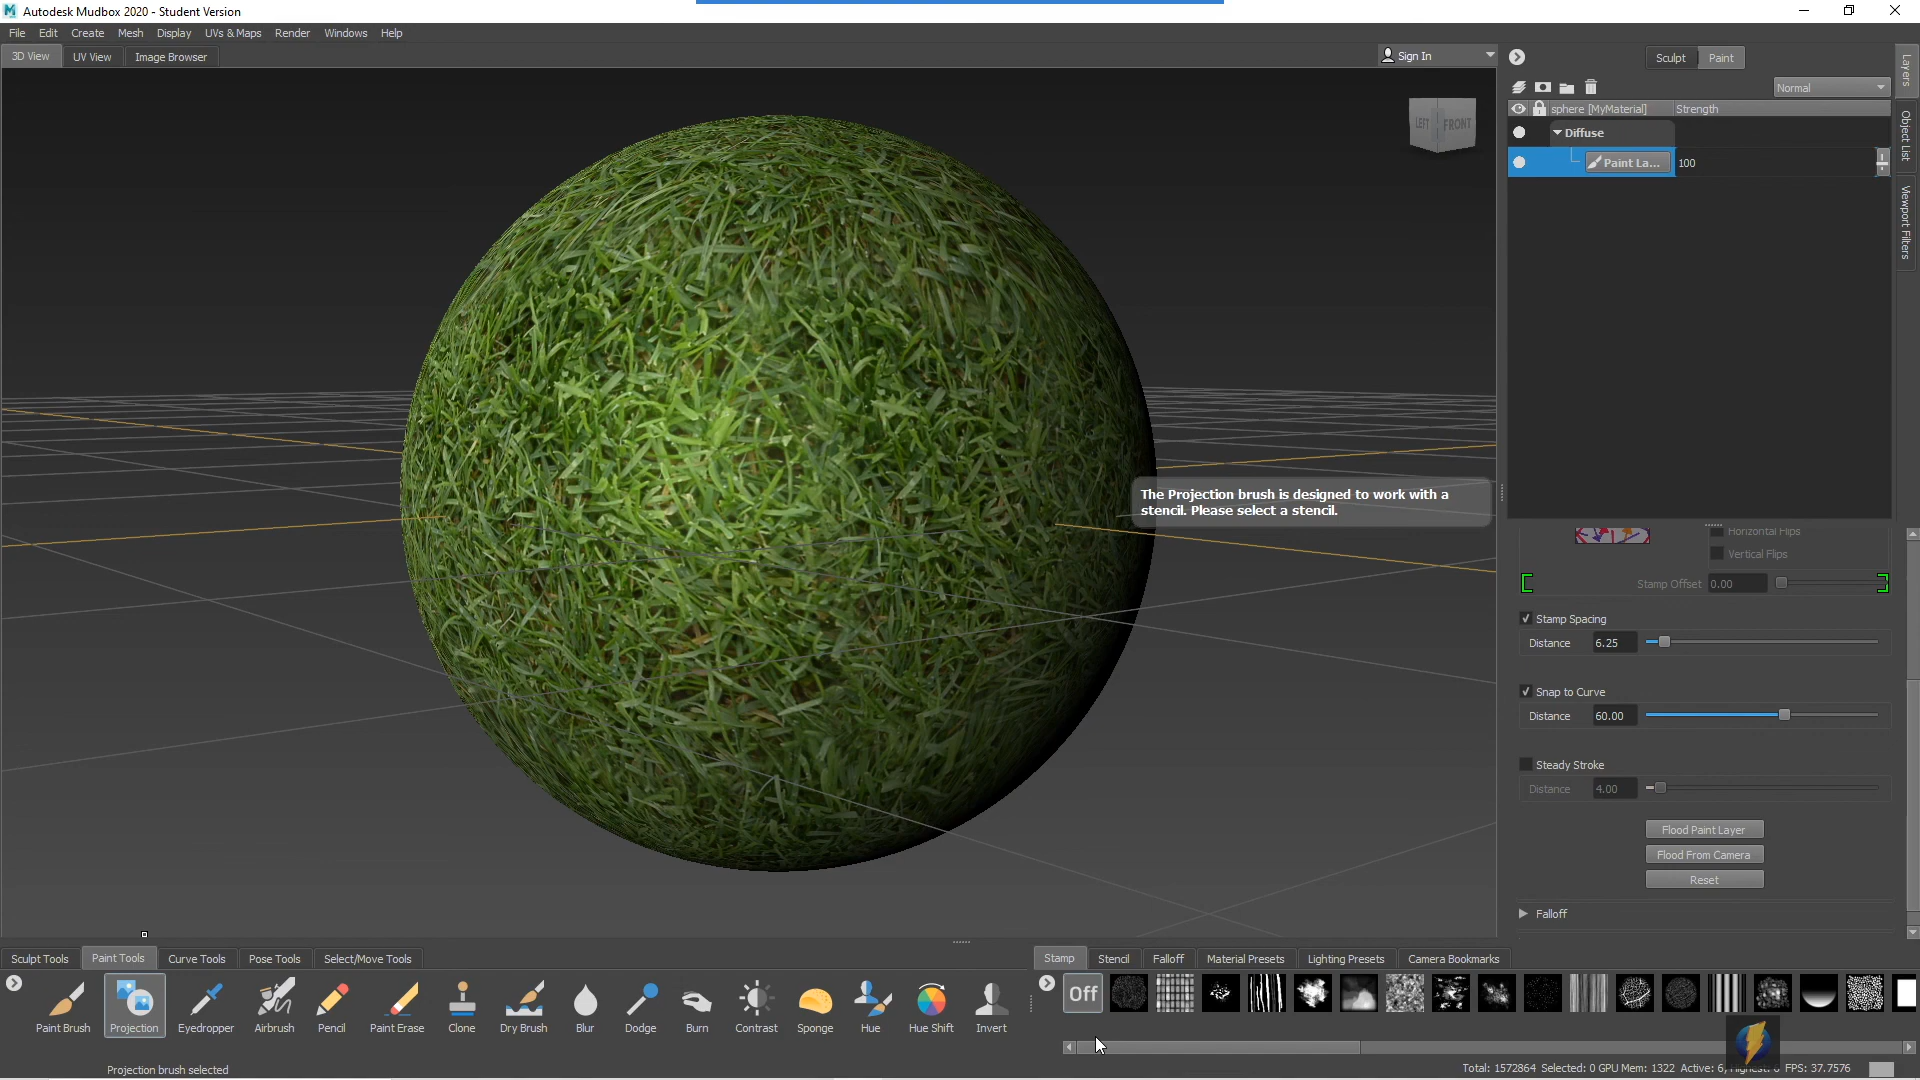 Autodesk Mudbox 2020 - Student Version
File Edit Create Mesh Display UVs & Maps Render Windows Help
3D View UV View Image Browser
Sign In
Sculpt Paint
Layers
Object List
Viewport Filters
Normal
sphere [MyMaterial] Strength
Diffuse
Paint La... 100
LEFT FRONT
The Projection brush is designed to work with a
stencil. Please select a stencil.
Horizontal Flips
Vertical Flips
Stamp Offset 0.00
Stamp Spacing
Distance 6.25
Snap to Curve
Distance 60.00
Steady Stroke
Distance 4.00
Flood Paint Layer
Flood From Camera
Reset
Falloff
Sculpt Tools Paint Tools Curve Tools Pose Tools Select/Move Tools
Stamp Stencil Falloff Material Presets Lighting Presets Camera Bookmarks
Off
Paint Brush Projection Eyedropper Airbrush Pencil Paint Erase Clone Dry Brush Blur Dodge Burn Contrast Sponge Hue Hue Shift Invert
Projection brush selected
Total: 1572864 Selected: 0 GPU Mem: 1322 Active: 6, FPS: 37.7576